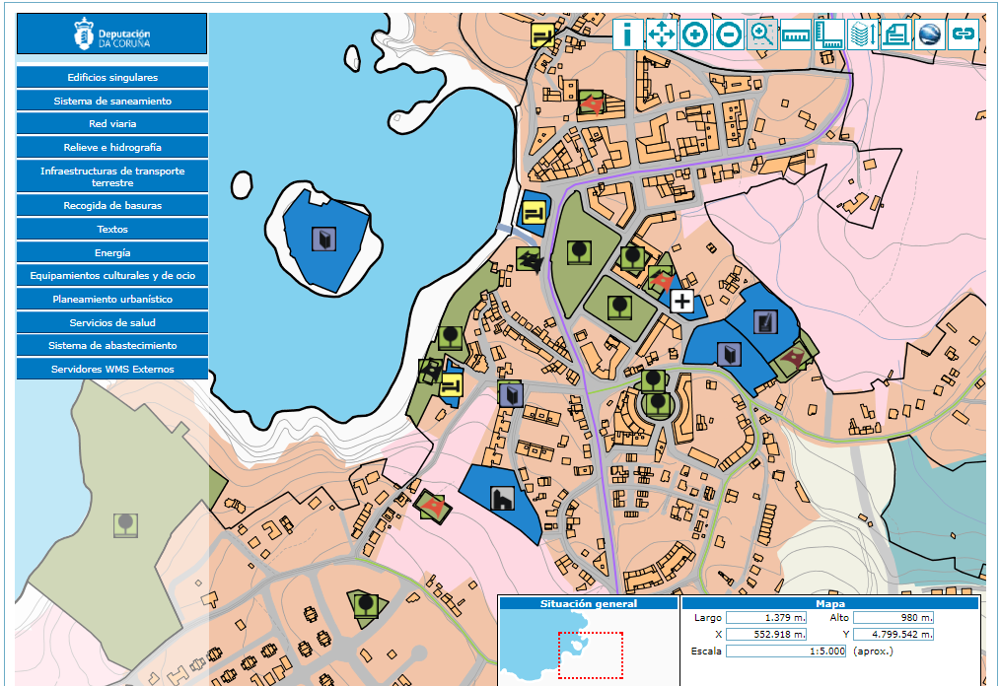 Deputación
DA CORUÑA
Edificios singulares
Sistema de saneamiento
Red viaria
Relieve e hidrografía
Infraestructuras de transporte
terrestre
Recogida de basuras
Textos
Energía
Equipamientos culturales y de ocio
Planeamiento urbanístico
Servicios de salud
Sistema de abastecimiento
Servidores WMS Externos
Situación general
Mapa
Largo 1.379 m. Alto 980 m.
X 552.918 m. Y 4.799.542 m.
Escala 1:5.000 (aprox.)